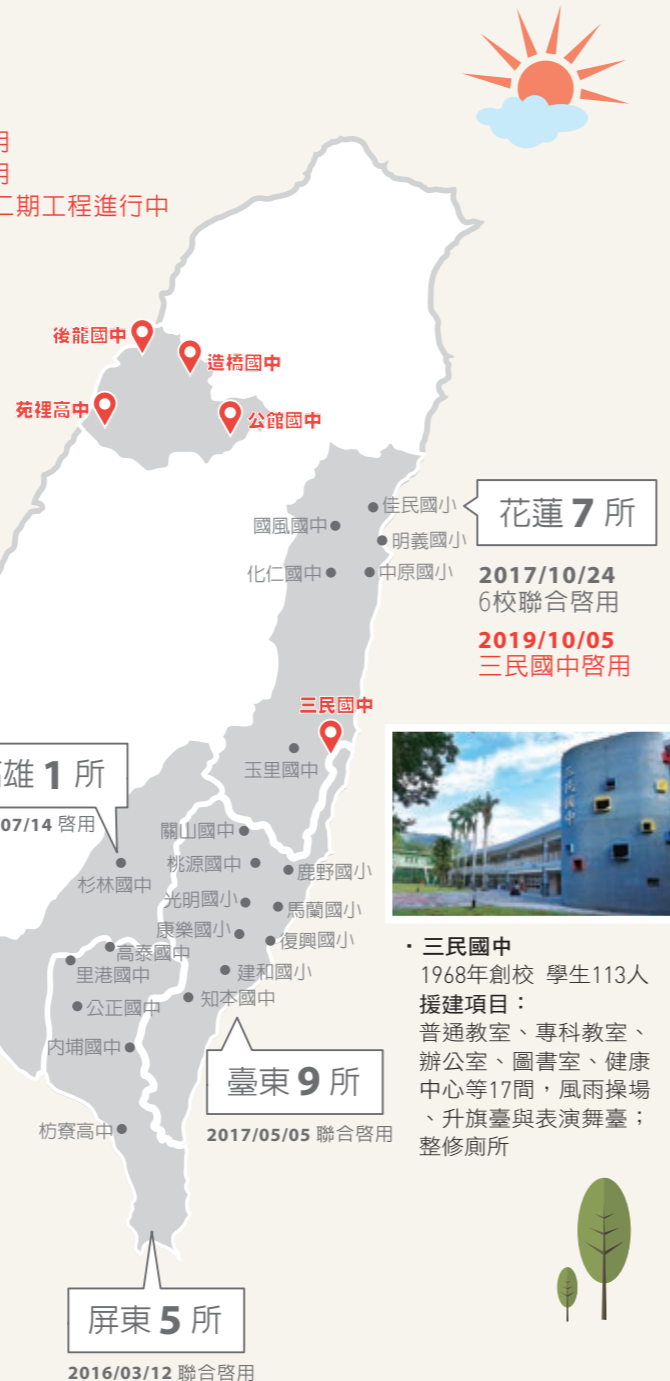 用
用
二期工程進行中
後龍國中
造橋國中
苑裡高中
公館國中
佳民國小
國風國中
明義國小
化仁國中
中原國小
花蓮 7 所
2017/10/24
6校聯合啓用
2019/10/05
三民國中啓用
三民國中
玉里國中
雄 1 所
07/14 啓用
杉林國中
關山國中
桃源國中
鹿野國小
光明國小
馬蘭國小
康樂國小
復興國小
建和國小
知本國中
臺東 9 所
2017/05/05 聯合啓用
高泰國中
里港國中
公正國中
內埔國中
枋寮高中
屏東 5 所
2016/03/12 聯合啓用
三民國中
・三民國中
1968年創校 學生113人
援建項目：
普通教室、專科教室、
辦公室、圖書室、健康
中心等17間，風雨操場
、升旗臺與表演舞臺；
整修廁所